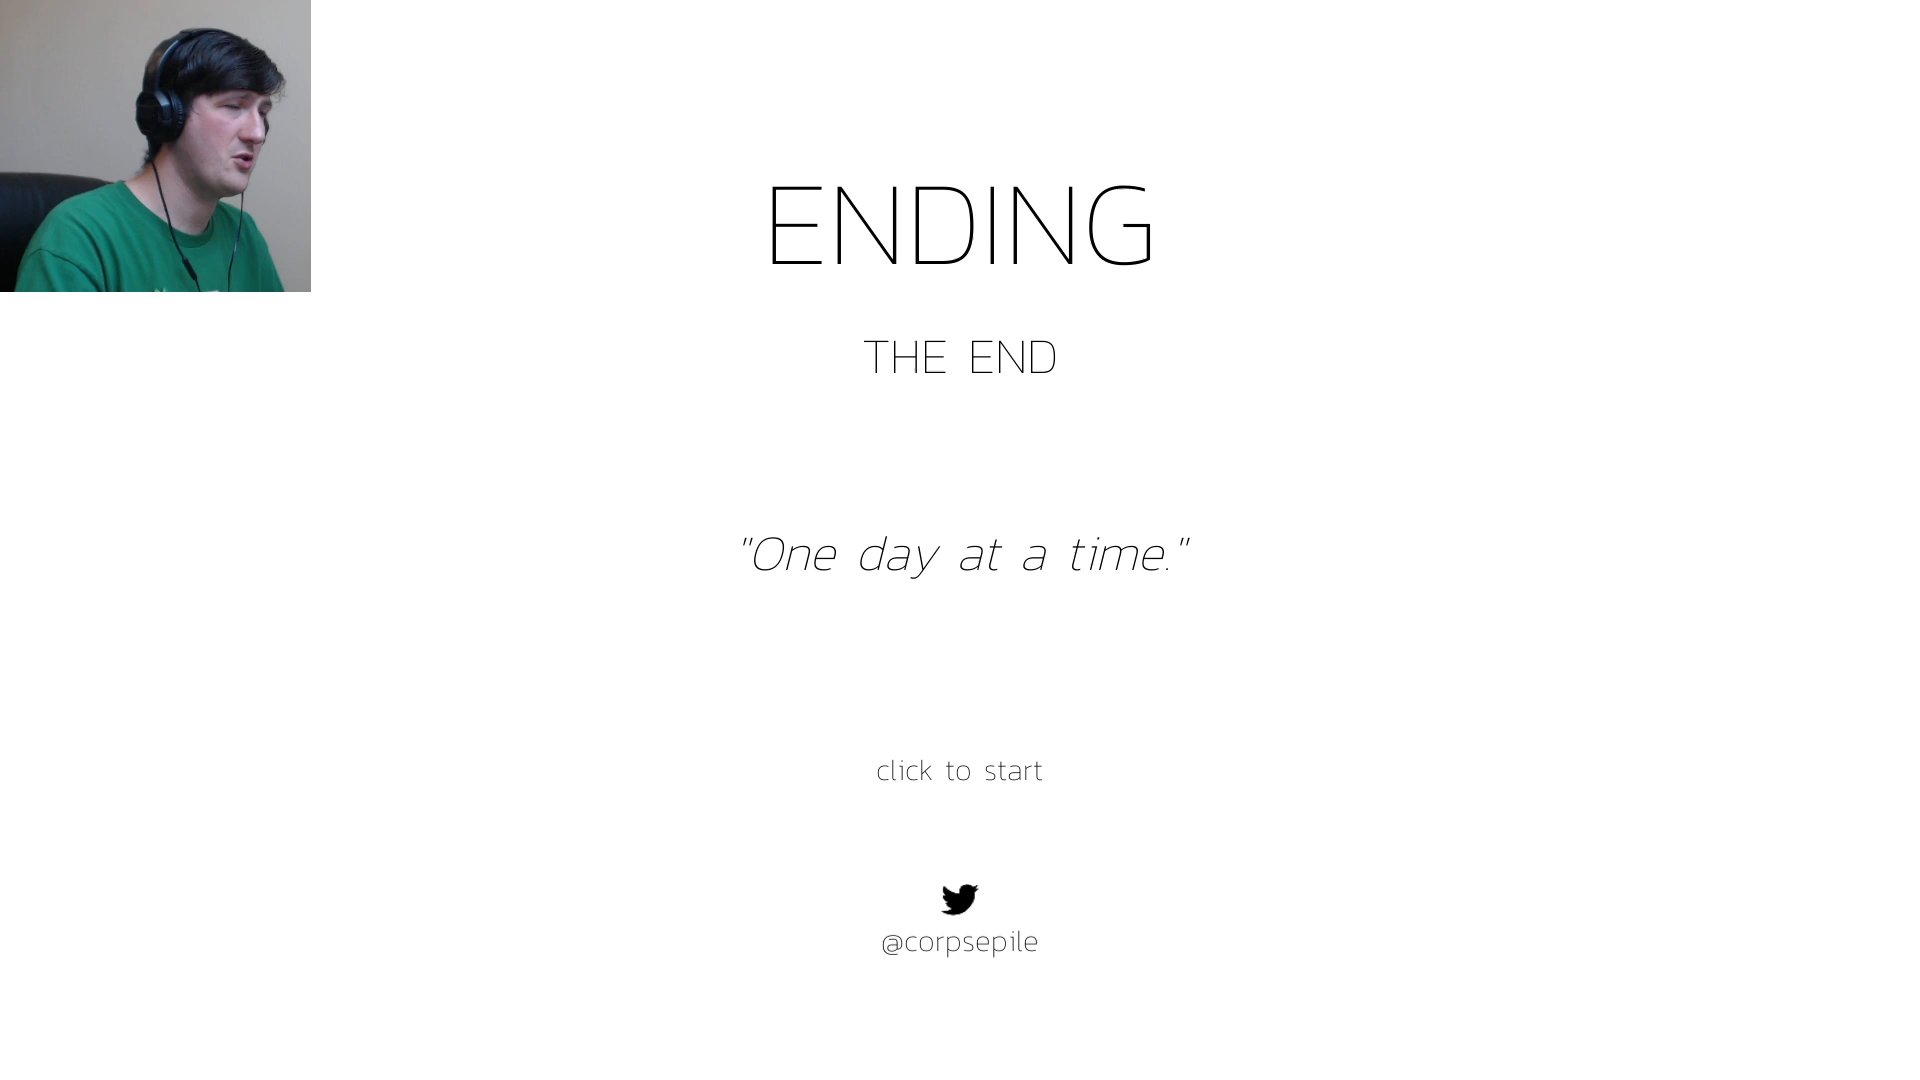 ENDING
THE END
"One day at a time."
click to start
@corpsepile